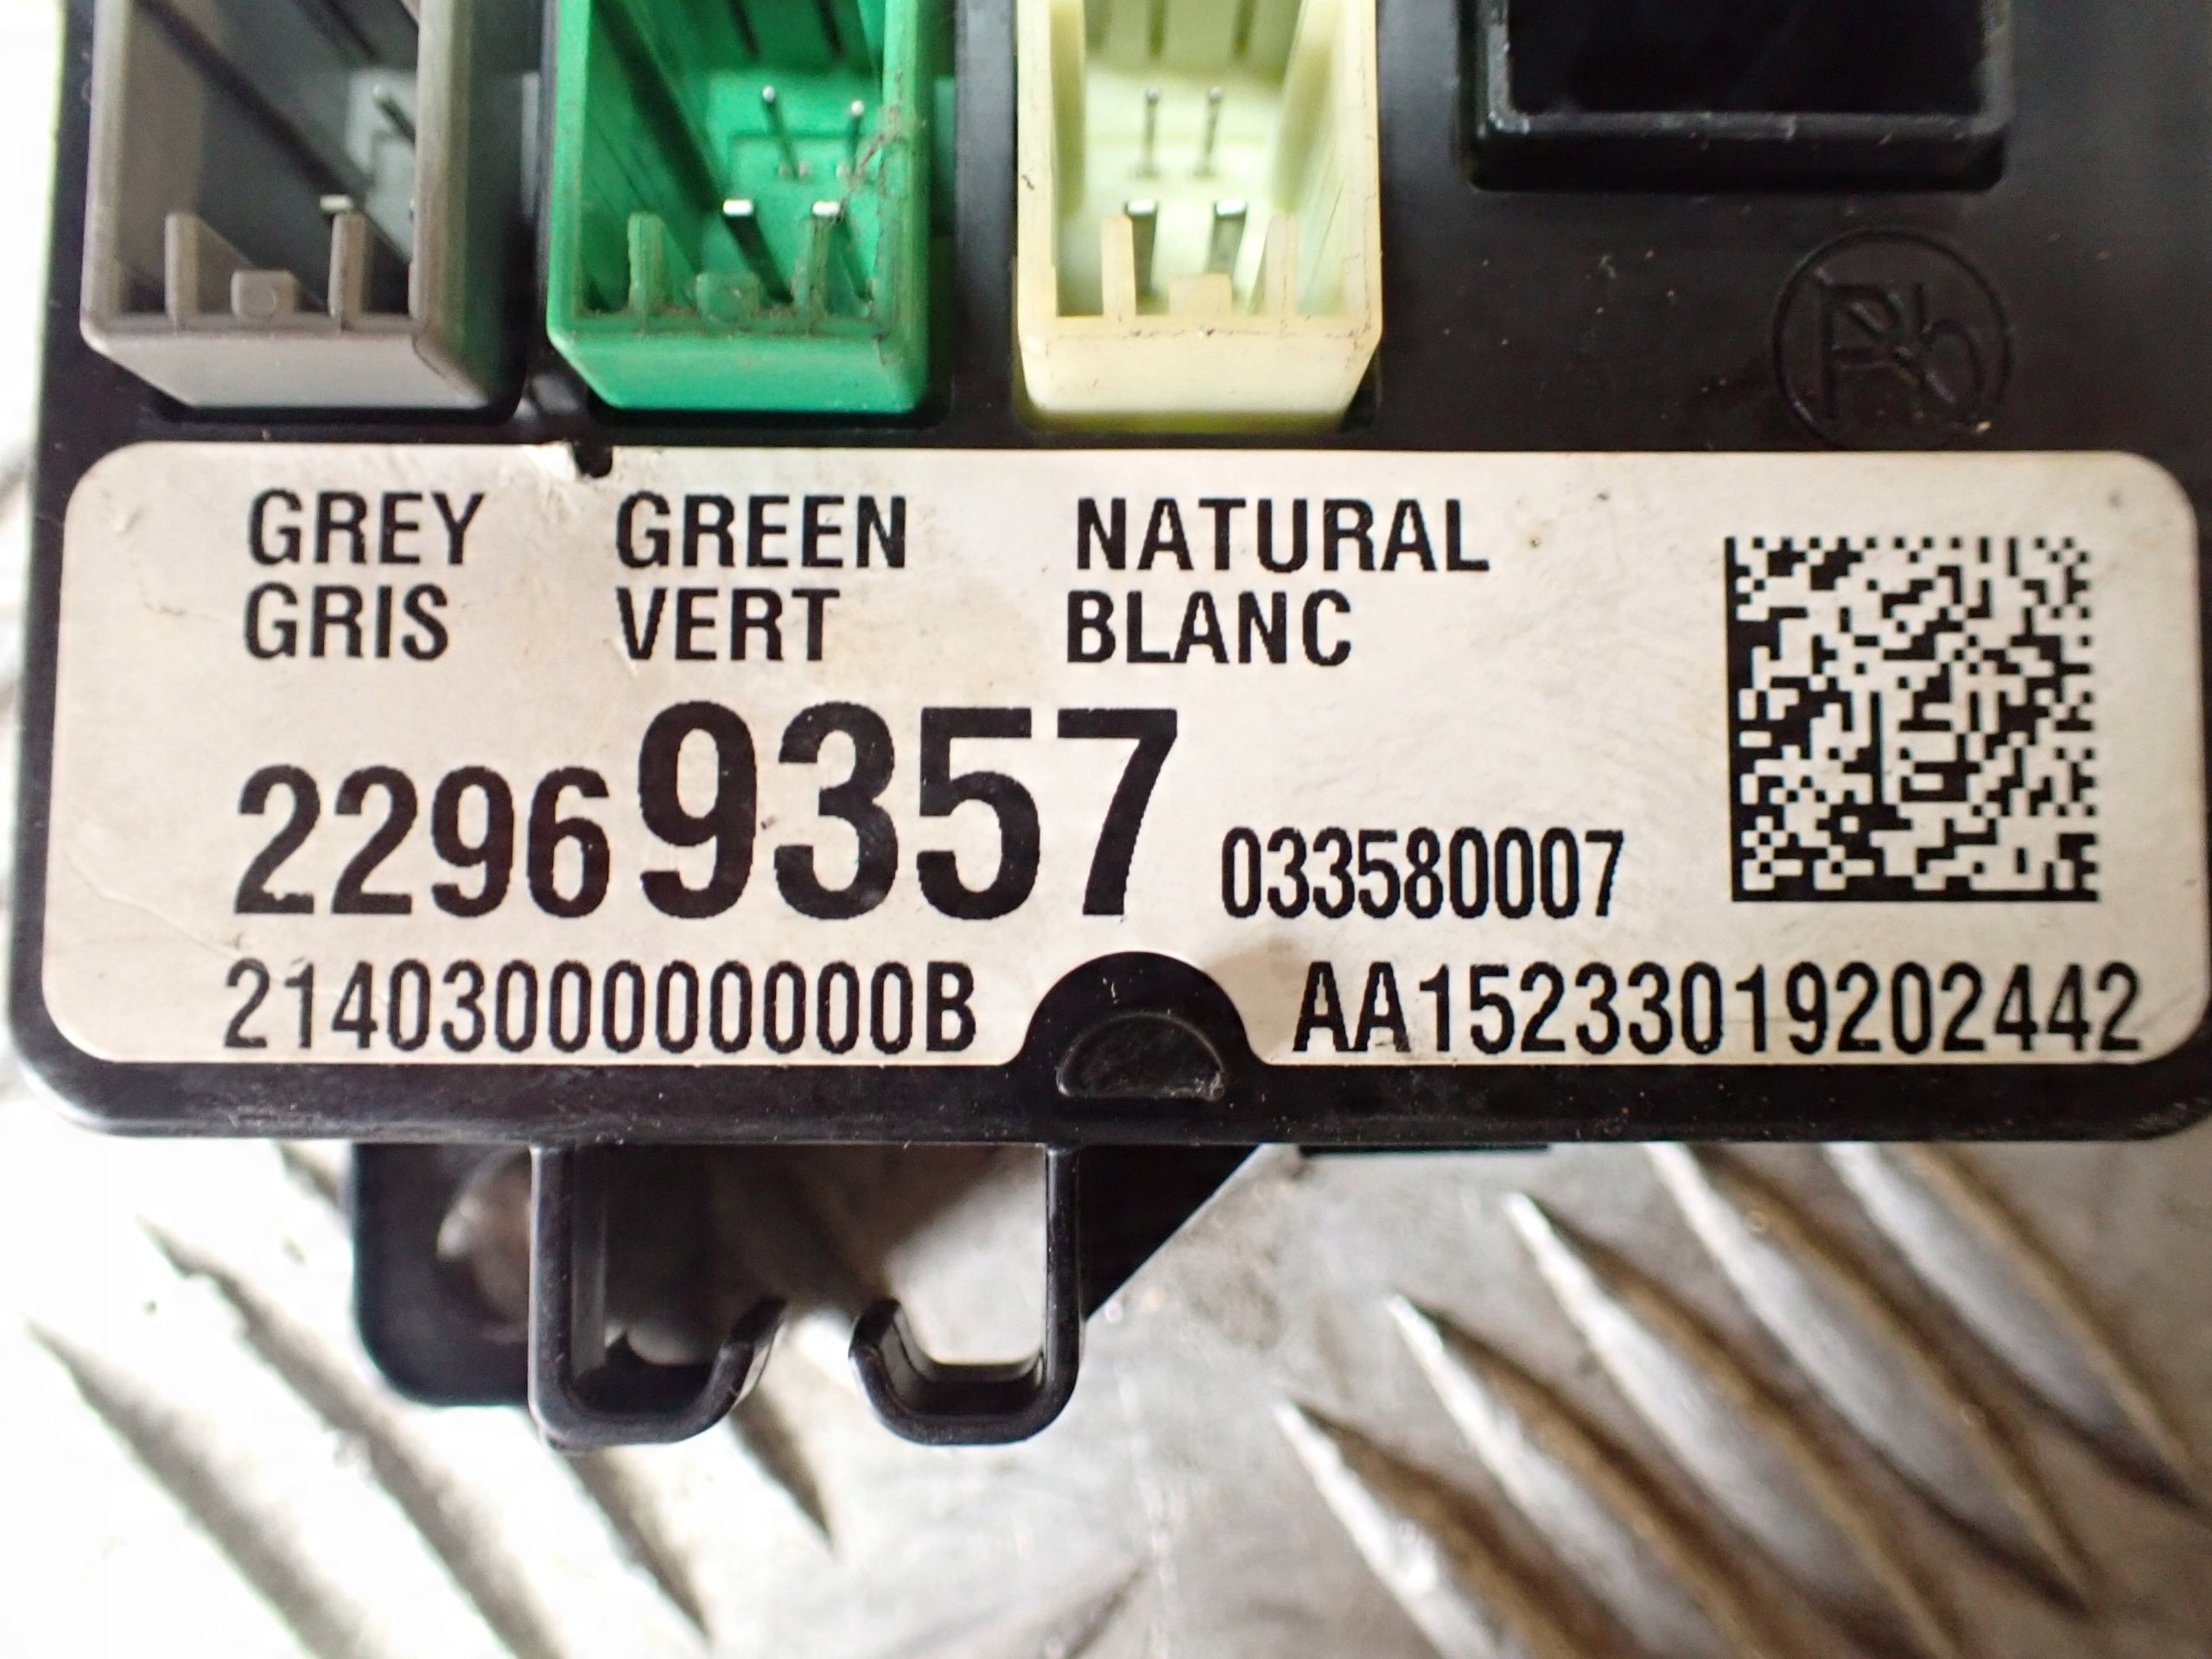 GREY GREEN NATURAL
GRIS VERT BLANC
22969357 033580007
2140300000000B AA15233019202442